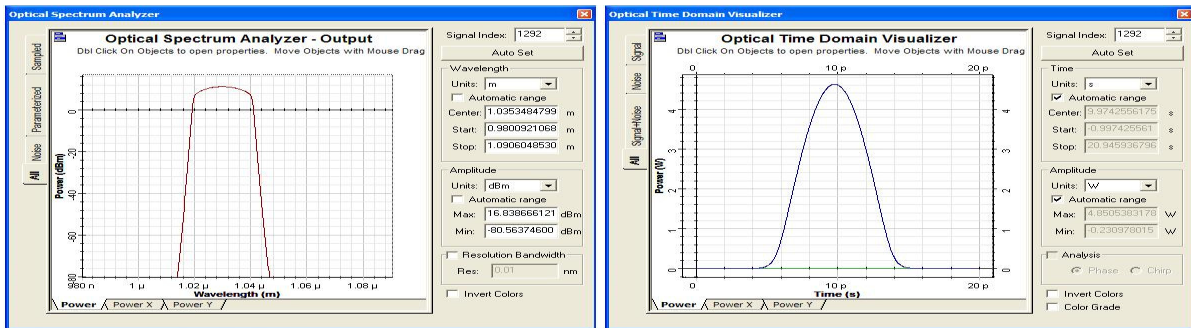 Optical Spectrum Analyzer
Optical Spectrum Analyzer - Output
Dbl Click On Objects to open properties. Move Objects with Mouse Drag
Sampled
Parameterized
Noise
All
Power (dBm)
0
-20
-40
-60
-80
980 n 1 µ 1.02 µ 1.04 µ 1.06 µ 1.08 µ
Wavelength (m)
Power Power X Power Y
Signal Index: 1292
Auto Set
Wavelength
Units: m
Automatic range
Center: 1.0353484799 m
Start: 0.9800921068 m
Stop: 1.0906048530 m
Amplitude
Units: dBm
Automatic range
Max: 16.838666121 dBm
Min: -80.56374600 dBm
Resolution Bandwidth
Res: 0.01 nm
Invert Colors
Optical Time Domain Visualizer
Optical Time Domain Visualizer
Dbl Click On Objects to open properties. Move Objects with Mouse Drag
Signal
Noise
Signal+Noise
All
0 10 p 20 p
Power (W)
4 4
3 3
2 2
1 1
0 0
0 10 p 20 p
Time (s)
Power Power X Power Y
Signal Index: 1292
Auto Set
Time
Units: s
Automatic range
Center: 9.9742556175 s
Start: -0.997425561 s
Stop: 20.945936796 s
Amplitude
Units: W
Automatic range
Max: 4.8505383178 W
Min: -0.230978015 W
Analysis
Phase Chirp
Invert Colors
Color Grade